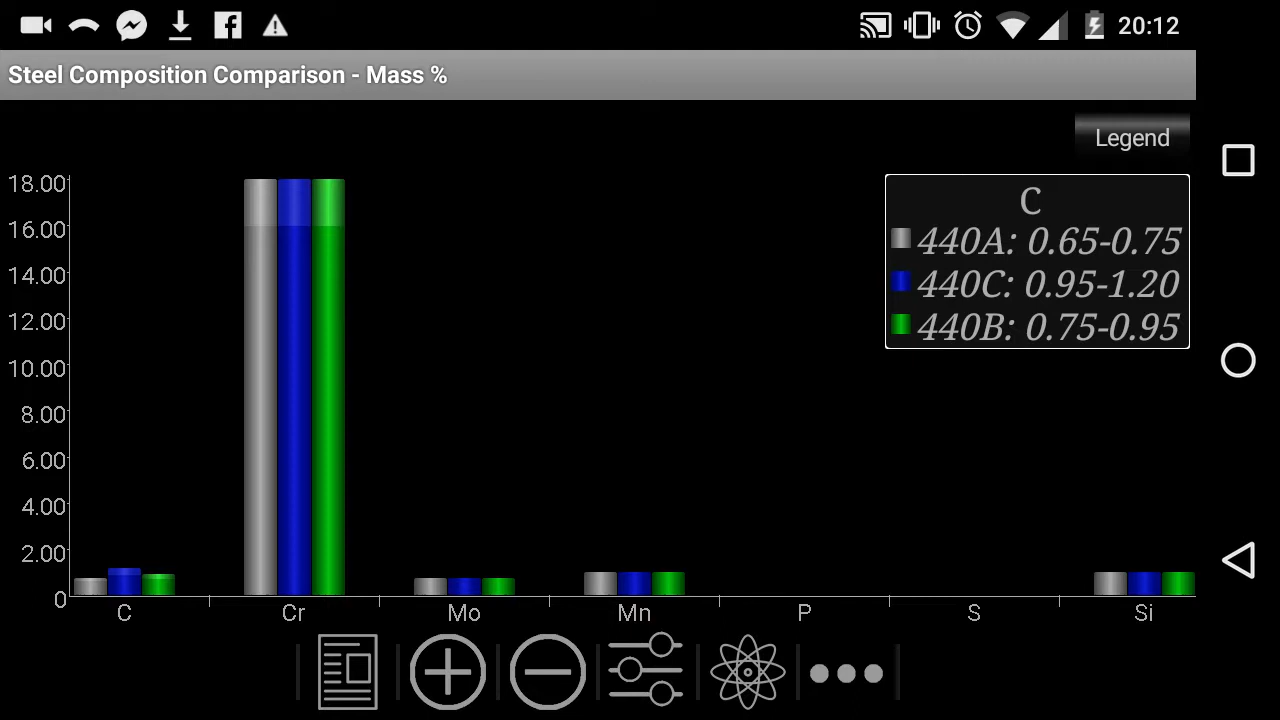 20:12
Steel Composition Comparison - Mass %
Legend
C
440A: 0.65-0.75
440C: 0.95-1.20
440B: 0.75-0.95
18.00
16.00
14.00
12.00
10.00
8.00
6.00
4.00
2.00
0
C Cr Mo Mn P S Si